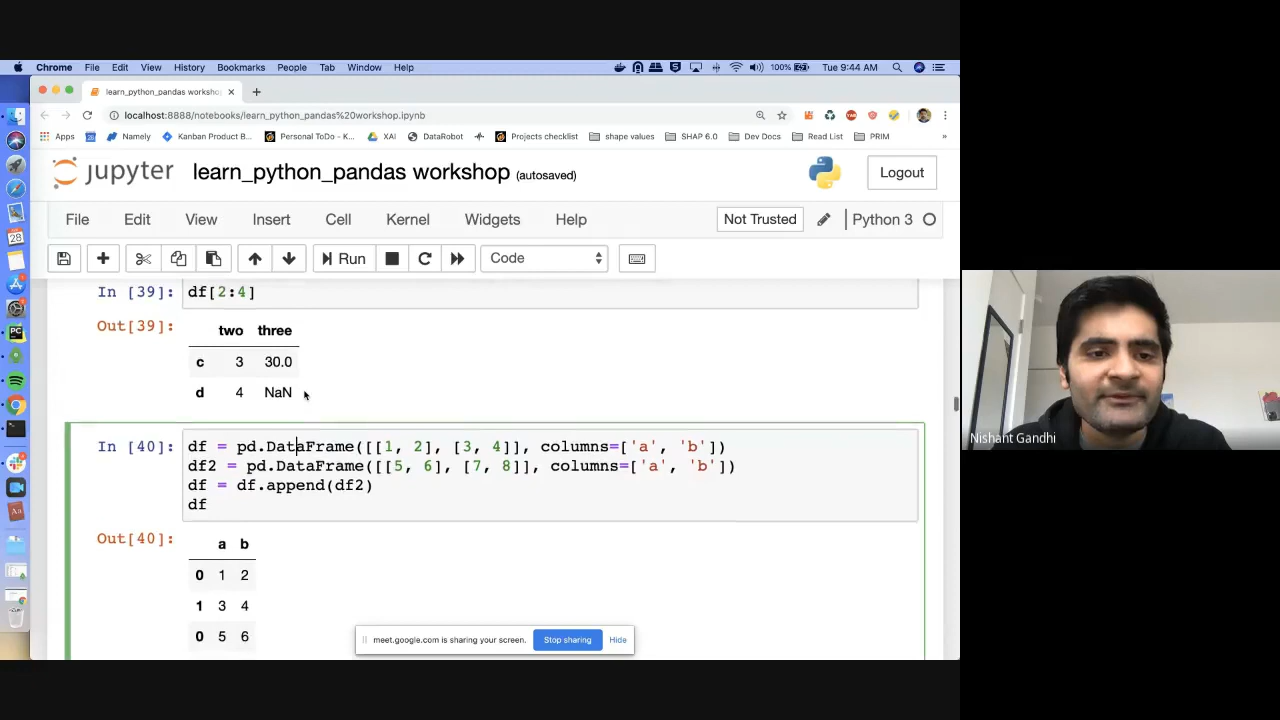 Chrome File Edit View History Bookmarks People Tab Window Help 100% Tue 9:44 AM
learn_python_pandas worksho
localhost:8888/notebooks/learn_python_pandas%20workshop.ipynb
Apps Namely Kanban Product B... Personal ToDo - K... XAI DataRobot Projects checklist shape values SHAP 6.0 Dev Docs Read List PRIM »
jupyter learn_python_pandas workshop (autosaved) Logout
File Edit View Insert Cell Kernel Widgets Help Not Trusted Python 3
Run Code
In [39]: df[2:4]
Out[39]:
two three
c 3 30.0
d 4 NaN
In [40]: df = pd.DataFrame([[1, 2], [3, 4]], columns=['a', 'b'])
df2 = pd.DataFrame([[5, 6], [7, 8]], columns=['a', 'b'])
df = df.append(df2)
df
Out[40]:
a b
0 1 2
1 3 4
0 5 6
meet.google.com is sharing your screen. Stop sharing Hide
Nishant Gandhi